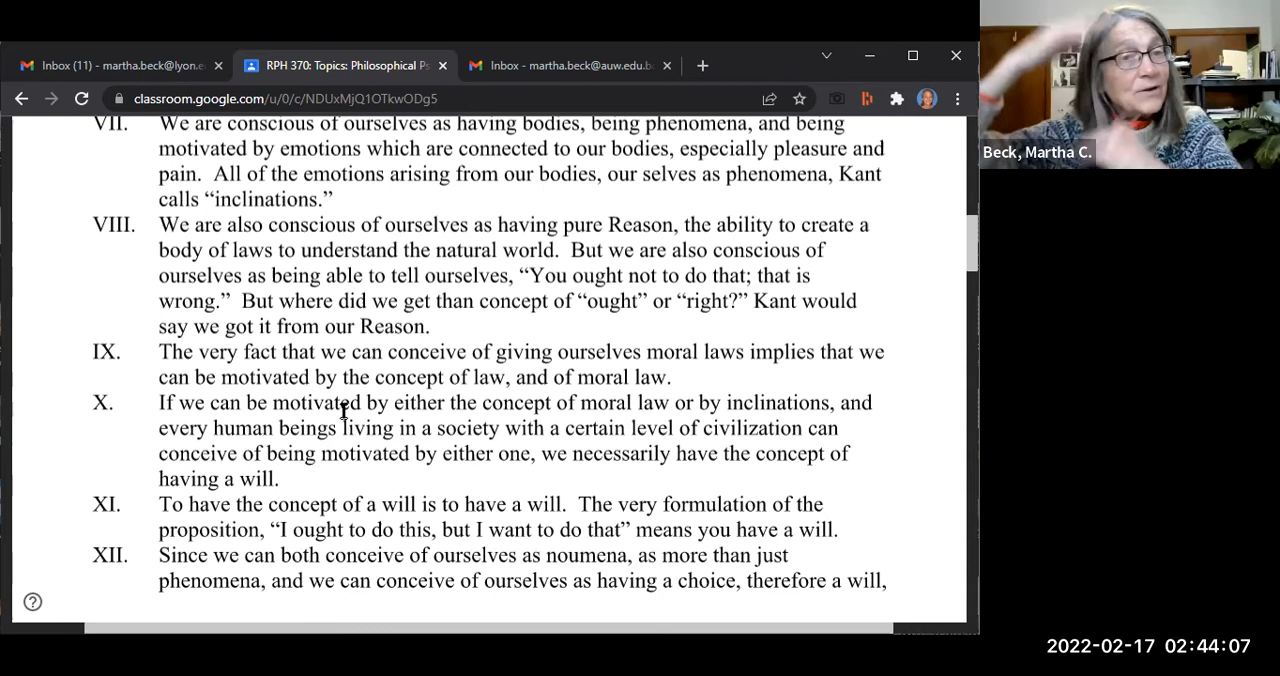 Inbox (11) - martha.beck@lyon.e
RPH 370: Topics: Philosophical Ps
Inbox - martha.beck@auw.edu.b
classroom.google.com/u/0/c/NDUxMjQ1OTkwODg5
VII. We are conscious of ourselves as having bodies, being phenomena, and being
motivated by emotions which are connected to our bodies, especially pleasure and
pain. All of the emotions arising from our bodies, our selves as phenomena, Kant
calls “inclinations.”
VIII. We are also conscious of ourselves as having pure Reason, the ability to create a
body of laws to understand the natural world. But we are also conscious of
ourselves as being able to tell ourselves, “You ought not to do that; that is
wrong.” But where did we get than concept of “ought” or “right?” Kant would
say we got it from our Reason.
IX. The very fact that we can conceive of giving ourselves moral laws implies that we
can be motivated by the concept of law, and of moral law.
X. If we can be motivated by either the concept of moral law or by inclinations, and
every human beings living in a society with a certain level of civilization can
conceive of being motivated by either one, we necessarily have the concept of
having a will.
XI. To have the concept of a will is to have a will. The very formulation of the
proposition, “I ought to do this, but I want to do that” means you have a will.
XII. Since we can both conceive of ourselves as noumena, as more than just
phenomena, and we can conceive of ourselves as having a choice, therefore a will,
Beck, Martha C.
2022-02-17 02:44:07